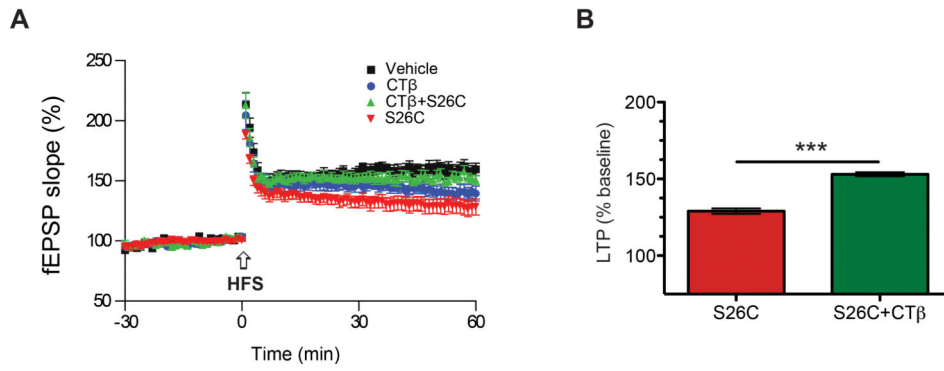 A
250
200
150
100
50
fEPSP slope (%)
Vehicle
CTβ
CTβ+S26C
S26C
HFS
-30
0
30
60
Time (min)
B
200
150
100
LTP (% baseline)
***
S26C
S26C+CTβ